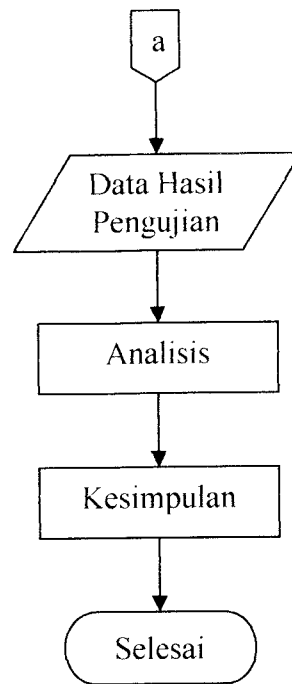 a
Data Hasil
Pengujian
Analisis
Kesimpulan
Selesai